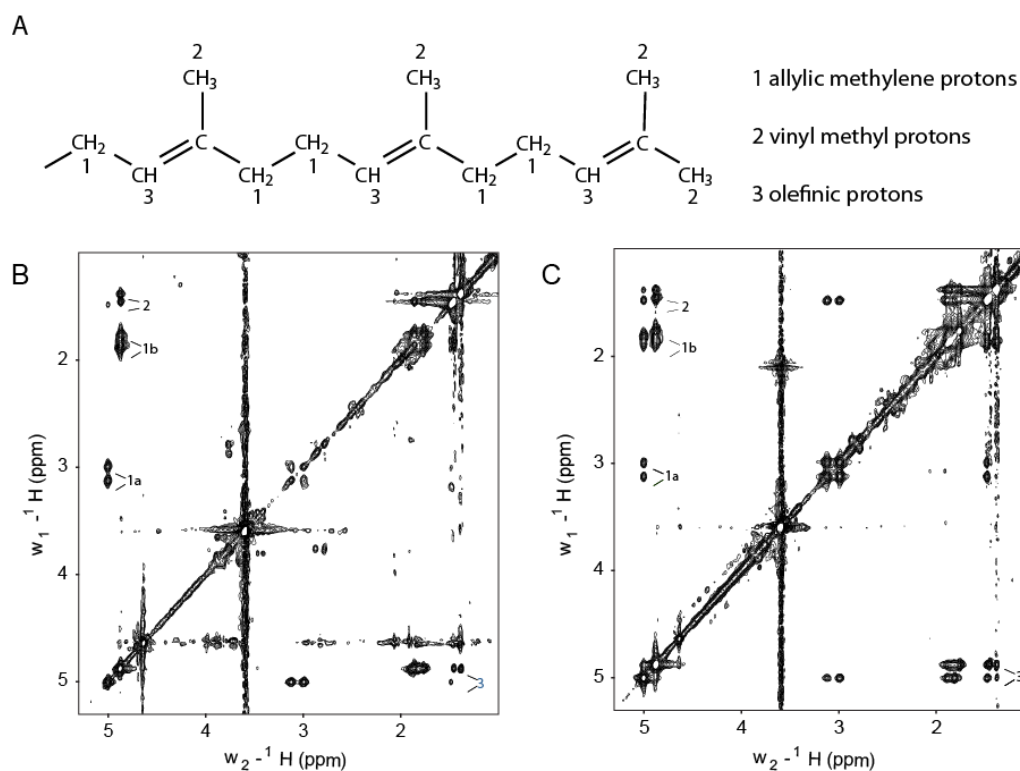 A
2 2 2
CH3 CH3 CH3 1 allylic methylene protons
CH2 C CH2 C CH2 C 2 vinyl methyl protons
1 1 1
CH CH2 CH CH2 CH CH3
3 1 3 1 3 2 3 olefinic protons
B C
2 2
1b 1b
2 2
3 3
1a 1a
4 4
5 3 5 3
5 4 3 2 5 4 3 2
w1 - 1H (ppm) w1 - 1H (ppm)
w2 - 1H (ppm) w2 - 1H (ppm)